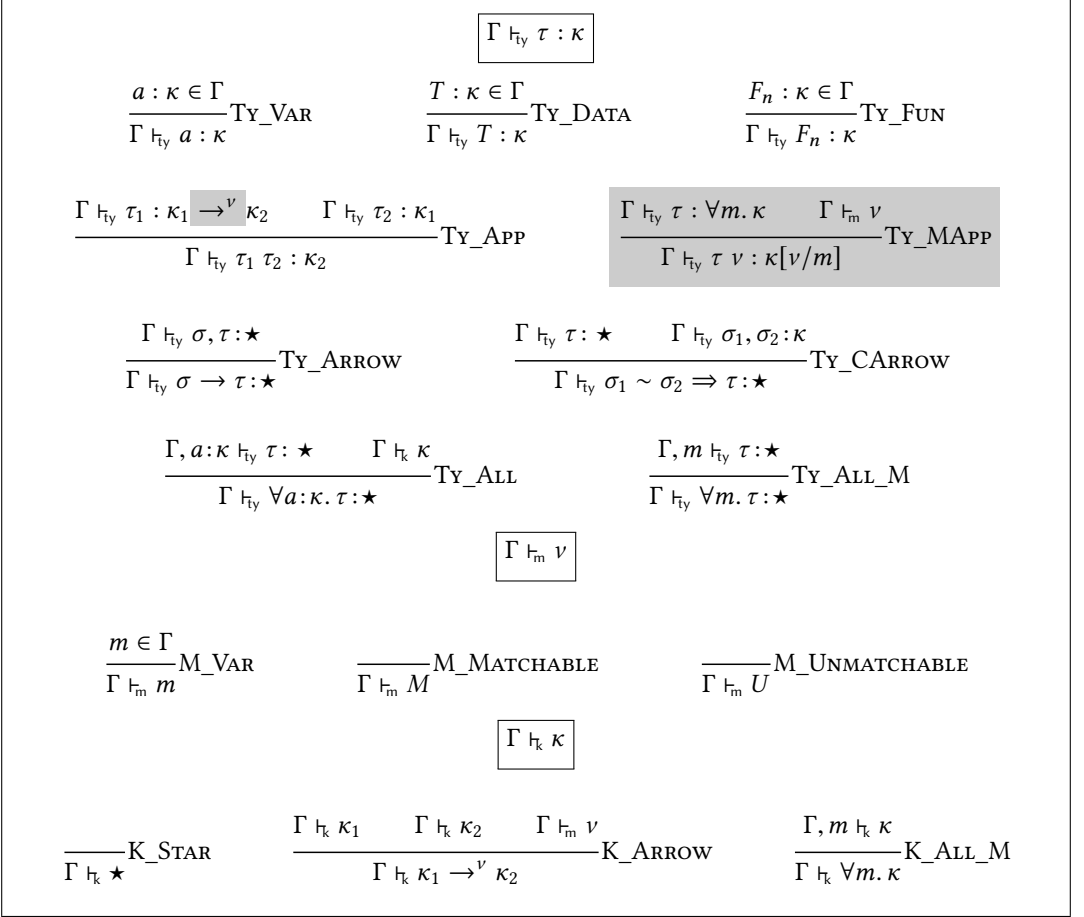 Γ ⊢ty τ : κ
a : κ ∈ Γ
Γ ⊢ty a : κ
Ty_Var
T : κ ∈ Γ
Γ ⊢ty T : κ
Ty_Data
Fₙ : κ ∈ Γ
Γ ⊢ty Fₙ : κ
Ty_Fun
Γ ⊢ty τ₁ : κ₁ →ᵛ κ₂ Γ ⊢ty τ₂ : κ₁
Γ ⊢ty τ₁ τ₂ : κ₂
Ty_App
Γ ⊢ty τ : ∀m. κ Γ ⊢m ν
Γ ⊢ty τ ν : κ[ν/m]
Ty_MApp
Γ ⊢ty σ, τ : ★
Γ ⊢ty σ → τ : ★
Ty_Arrow
Γ ⊢ty τ : ★ Γ ⊢ty σ₁, σ₂ : κ
Γ ⊢ty σ₁ ∼ σ₂ ⇒ τ : ★
Ty_CArrow
Γ, a : κ ⊢ty τ : ★ Γ ⊢k κ
Γ ⊢ty ∀a : κ. τ : ★
Ty_All
Γ, m ⊢ty τ : ★
Γ ⊢ty ∀m. τ : ★
Ty_All_M
Γ ⊢m ν
m ∈ Γ
Γ ⊢m m
M_Var
Γ ⊢m M
M_Matchable
Γ ⊢m U
M_Unmatchable
Γ ⊢k κ
Γ ⊢k ★
K_Star
Γ ⊢k κ₁ Γ ⊢k κ₂ Γ ⊢m ν
Γ ⊢k κ₁ →ᵛ κ₂
K_Arrow
Γ, m ⊢k κ
Γ ⊢k ∀m. κ
K_All_M